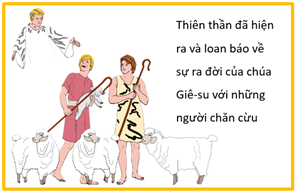 Thiên thần đã hiện
ra và loan báo về
sự ra đời của chúa
Giê-su với những
người chăn cừu